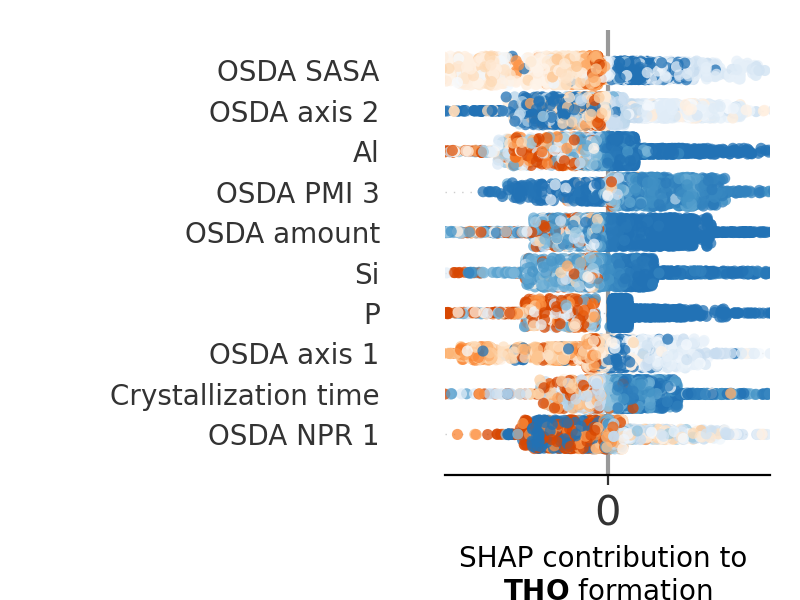 OSDA SASA
OSDA axis 2
Al
OSDA PMI 3
OSDA amount
Si
P
OSDA axis 1
Crystallization time
OSDA NPR 1
0
SHAP contribution to
THO formation